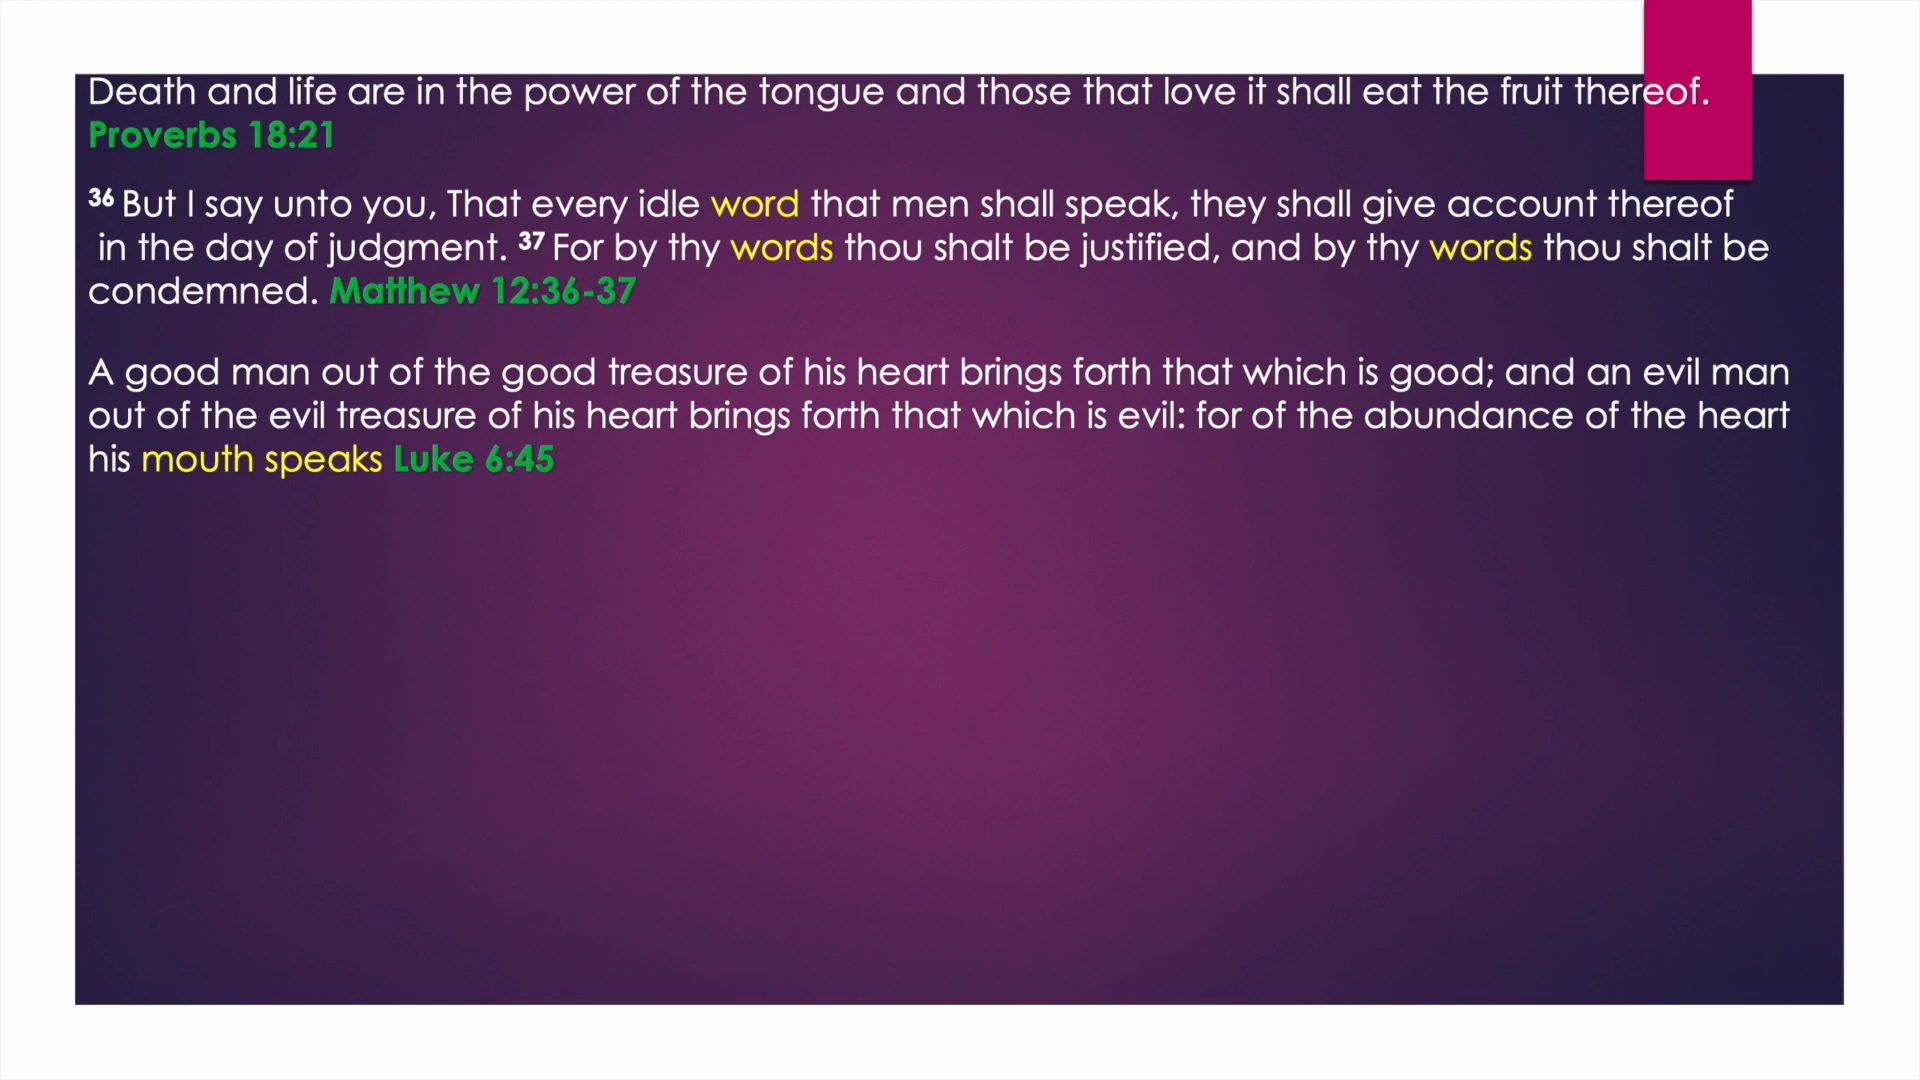 Death and life are in the power of the tongue and those that love it shall eat the fruit thereof.
Proverbs 18:21
36 But I say unto you, That every idle word that men shall speak, they shall give account thereof
in the day of judgment. 37 For by thy words thou shalt be justified, and by thy words thou shalt be
condemned. Matthew 12:36-37
A good man out of the good treasure of his heart brings forth that which is good; and an evil man
out of the evil treasure of his heart brings forth that which is evil: for of the abundance of the heart
his mouth speaks Luke 6:45